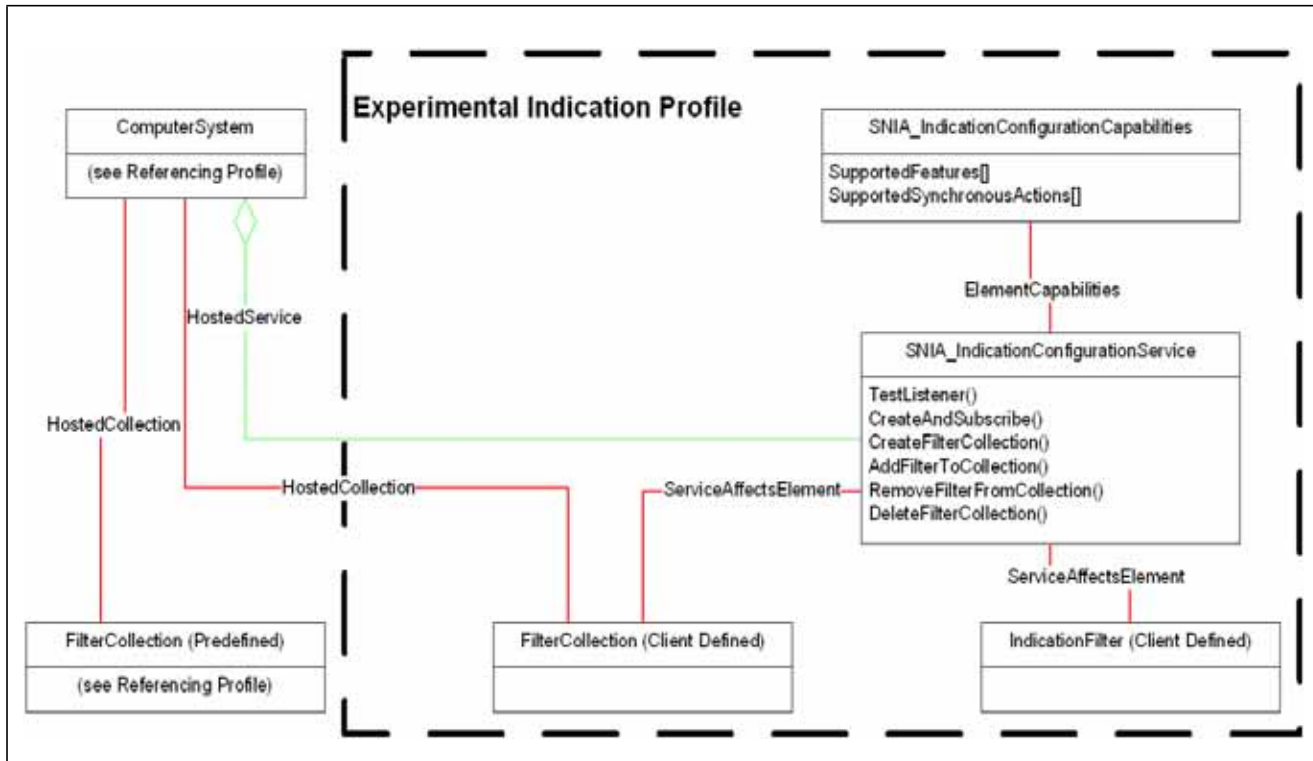 Experimental Indication Profile
ComputerSystem
(see Referencing Profile)
SNIA_IndicationConfigurationCapabilities
SupportedFeatures[]
SupportedSynchronousActions[]
ElementCapabilities
HostedService
SNIA_IndicationConfigurationService
TestListener()
CreateAndSubscribe()
CreateFilterCollection()
AddFilterToCollection()
RemoveFilterFromCollection()
DeleteFilterCollection()
HostedCollection
HostedCollection
ServiceAffectsElement
ServiceAffectsElement
FilterCollection (Predefined)
(see Referencing Profile)
FilterCollection (Client Defined)
IndicationFilter (Client Defined)